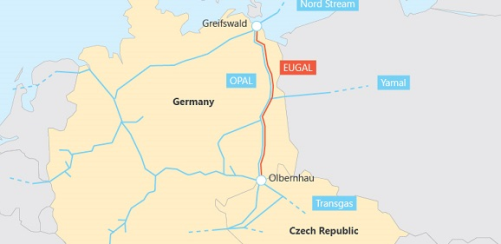 Nord Stream
Greifswald
EUGAL
OPAL
Yamal
Germany
Olbernhau
Transgas
Czech Republic